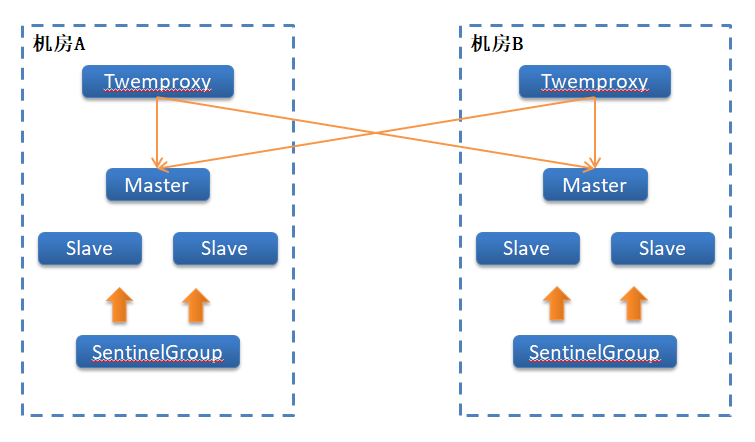 机房A
Twemproxy
Master
Slave
Slave
SentinelGroup
机房B
Twemproxy
Master
Slave
Slave
SentinelGroup